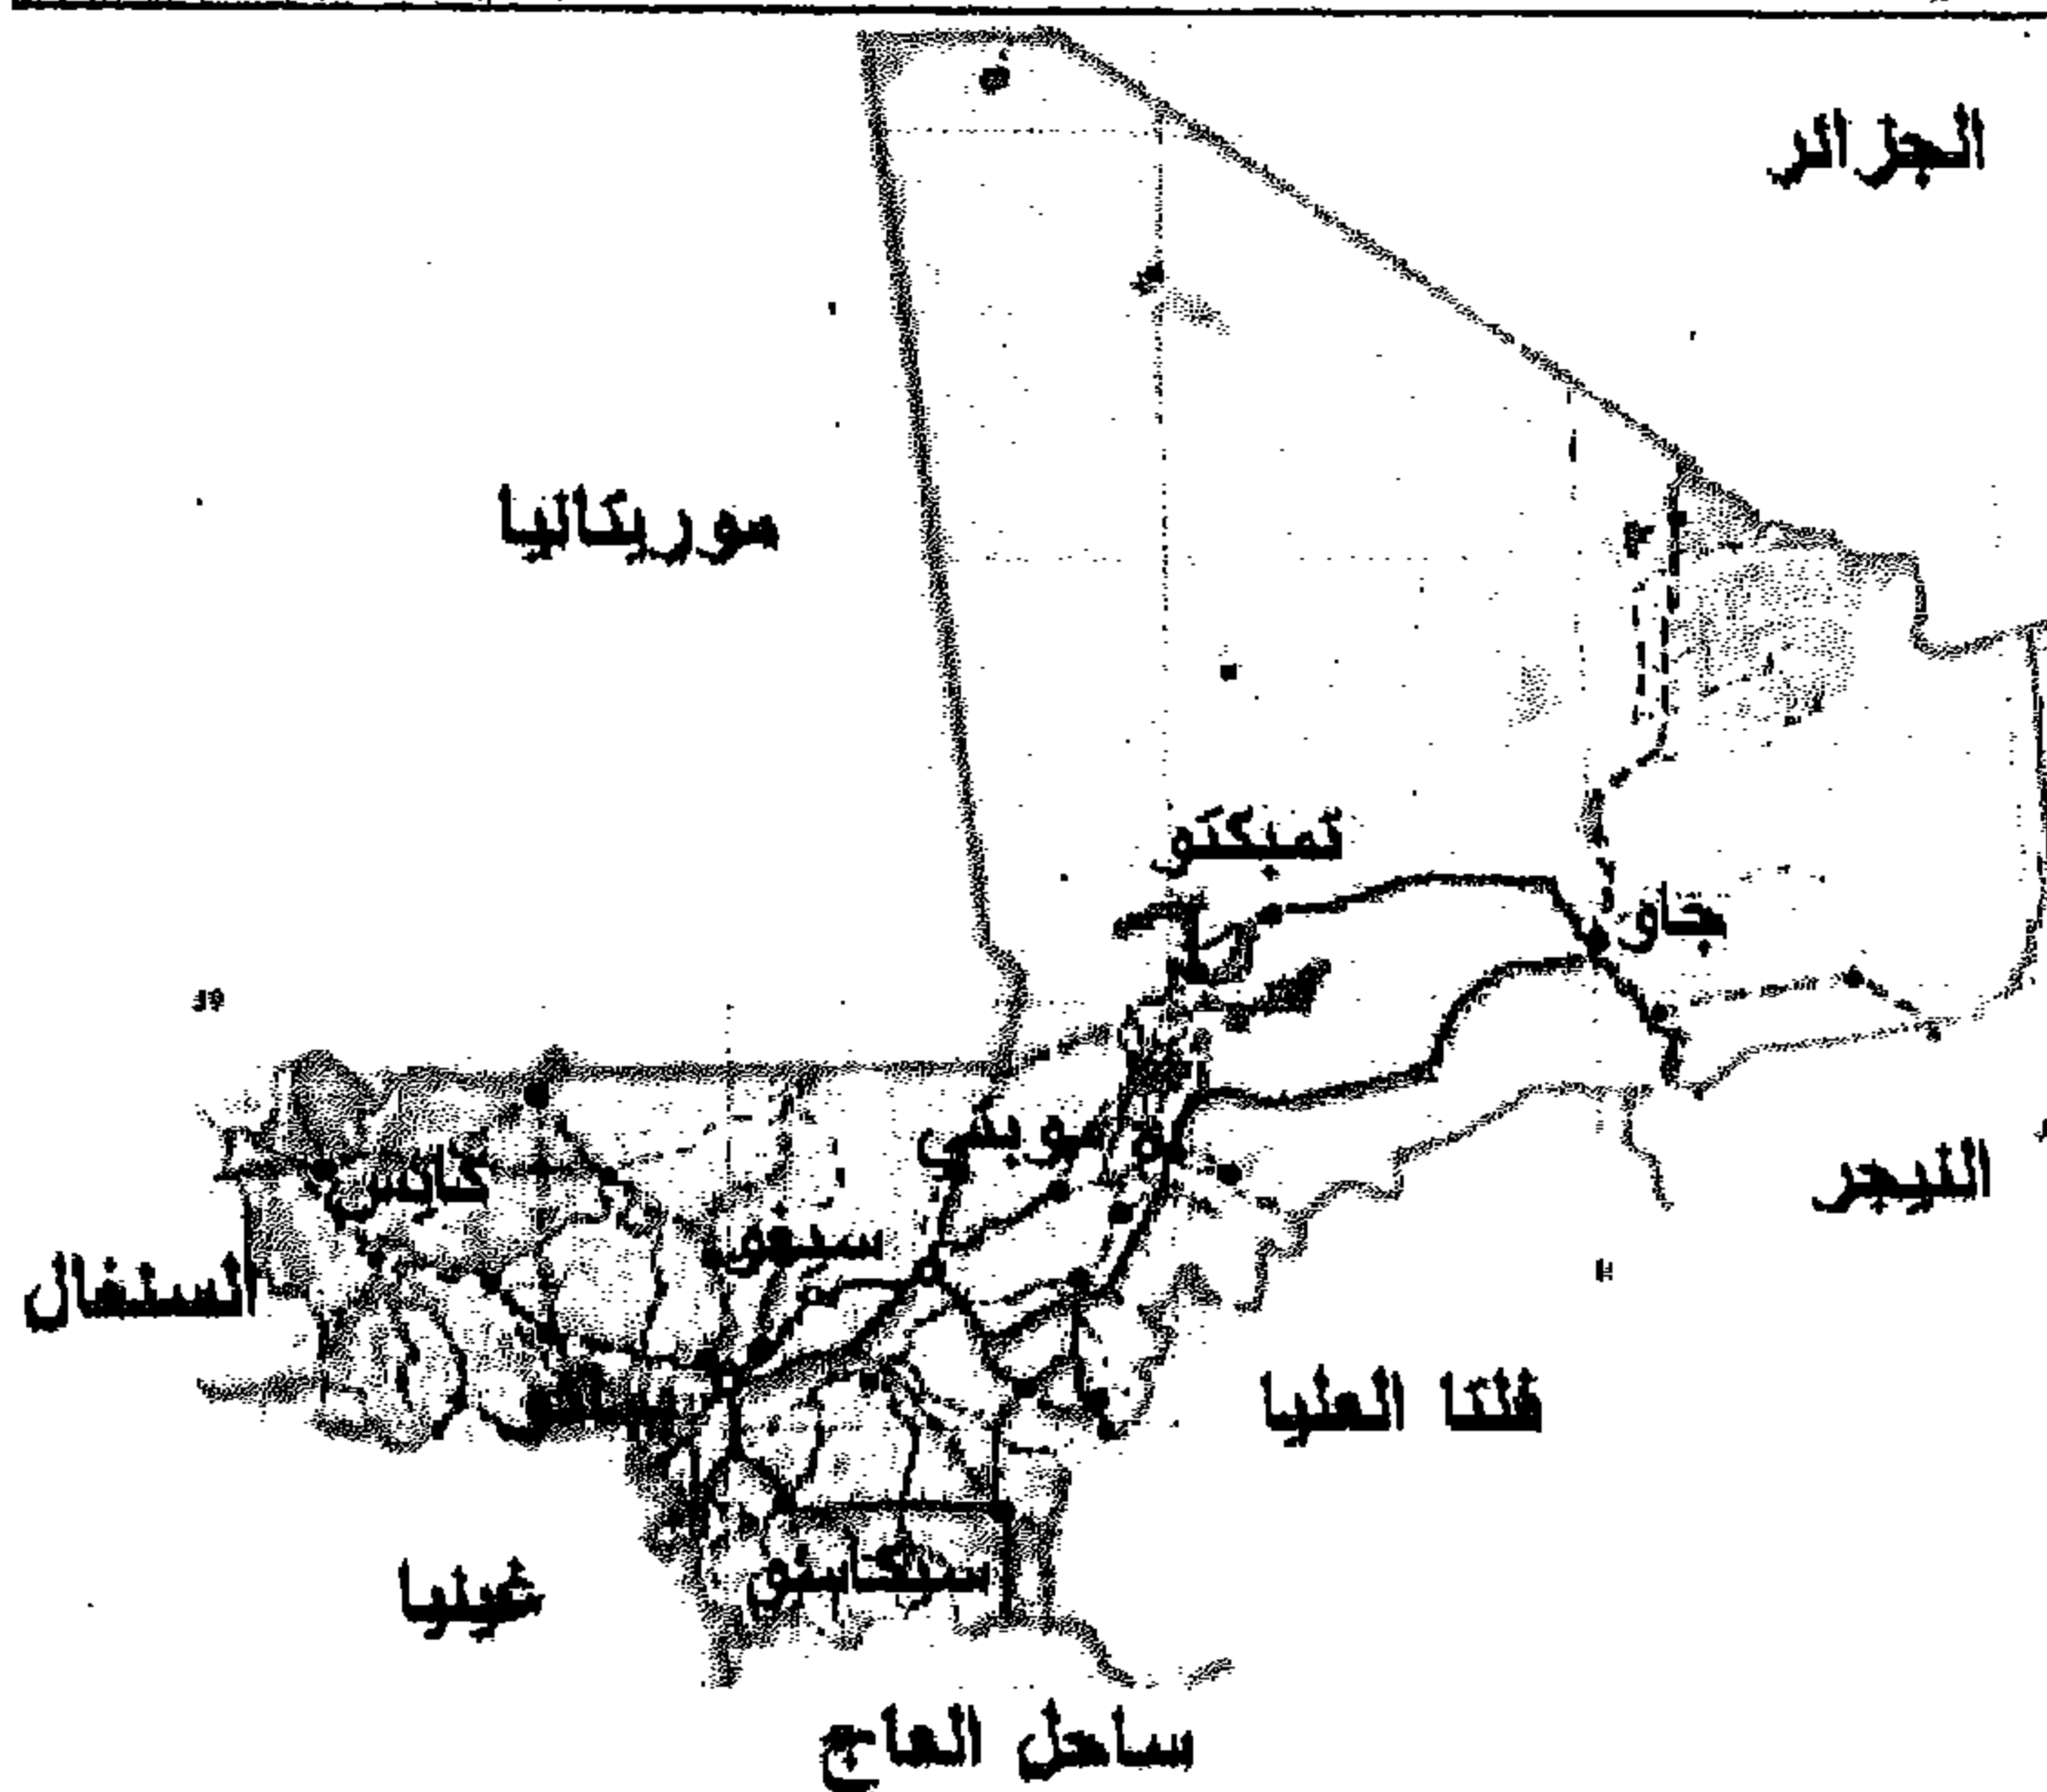 الجزائر
موريتانيا
تمبكتو
جاو
موبتي
كايس
النيجر
سيغو
السنغال
باماكو
فلتا العليا
سيكاسو
غينيا
ساحل العاج